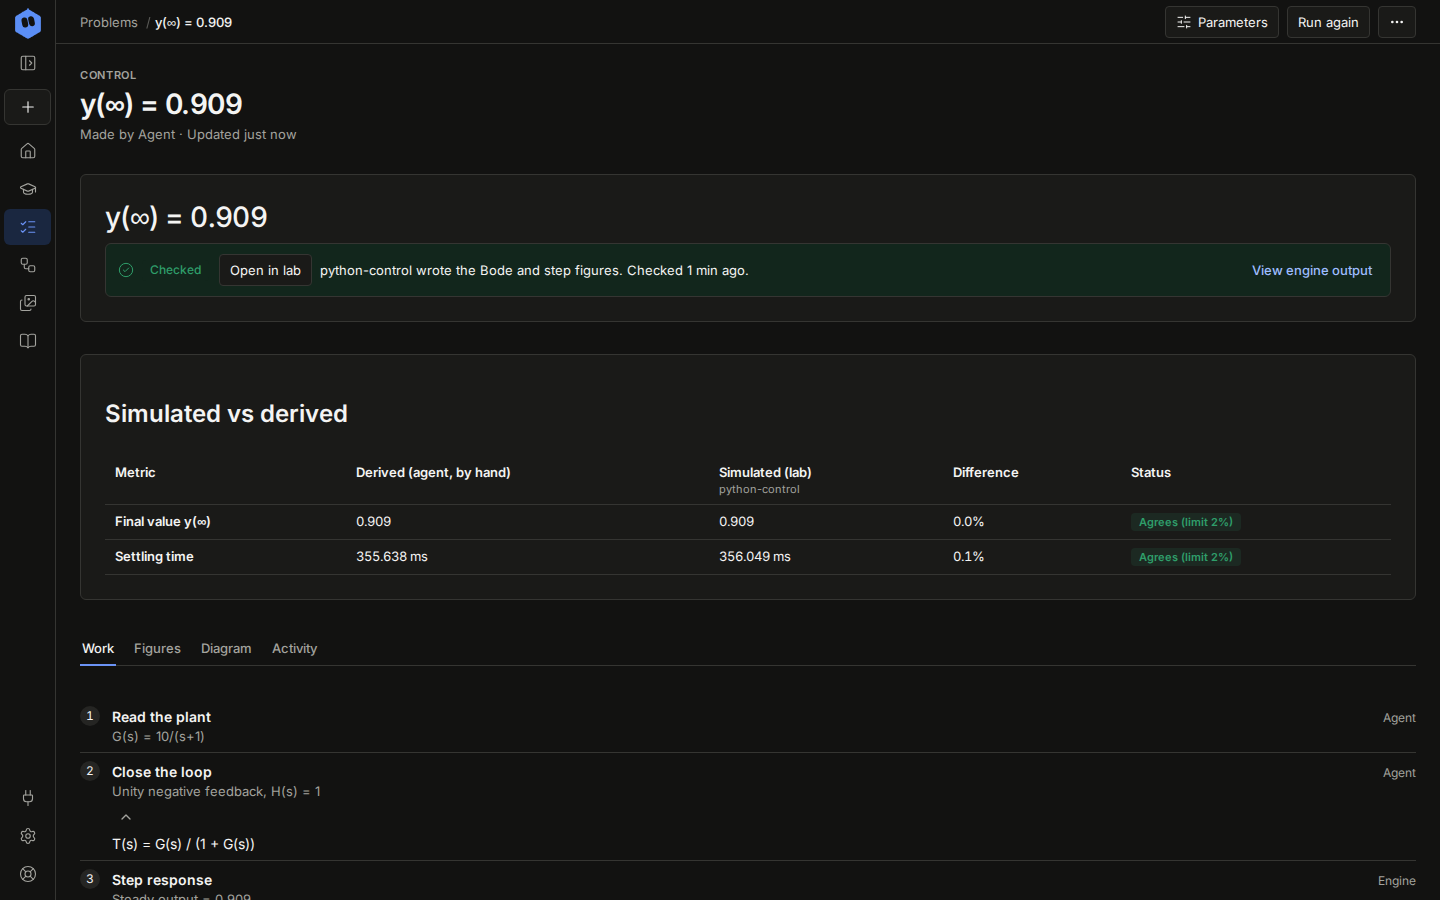 Problems / y(∞) = 0.909
Parameters
Run again
CONTROL
y(∞) = 0.909
Made by Agent · Updated just now
y(∞) = 0.909
Checked
Open in lab
python-control wrote the Bode and step figures. Checked 1 min ago.
View engine output
Simulated vs derived
Metric Derived (agent, by hand) Simulated (lab) Difference Status
python-control
Final value y(∞) 0.909 0.909 0.0% Agrees (limit 2%)
Settling time 355.638 ms 356.049 ms 0.1% Agrees (limit 2%)
Work Figures Diagram Activity
1 Read the plant Agent
G(s) = 10/(s+1)
2 Close the loop Agent
Unity negative feedback, H(s) = 1
T(s) = G(s) / (1 + G(s))
3 Step response Engine
Steady output = 0.909